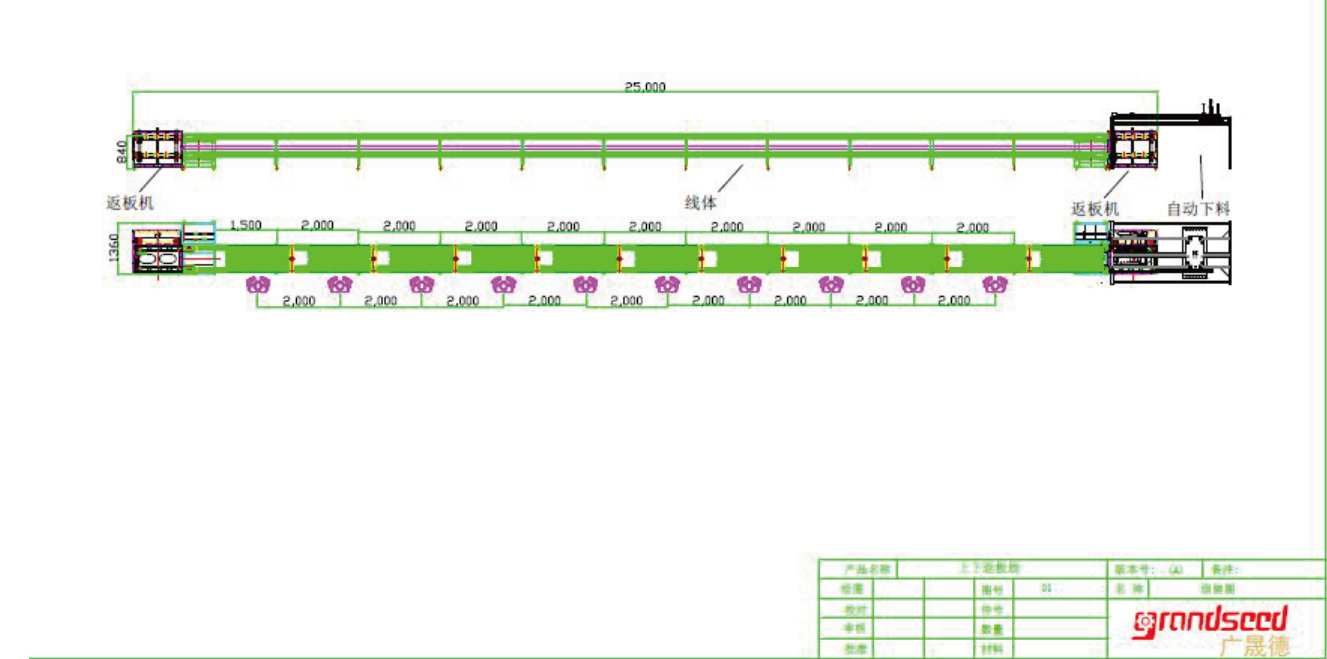 25,000
840
返板机
线体
返板机
自动下料
1,500 2,000 2,000 2,000 2,000 2,000 2,000 2,000 2,000 2,000
1360
2,000 2,000 2,000 2,000 2,000 2,000 2,000 2,000 2,000
产品名称 上下返板线 版本号: (A) 备注:
绘图 图号 01 名 称
校对 件号
审核 数量
批准 材料
grandseed
广晟德